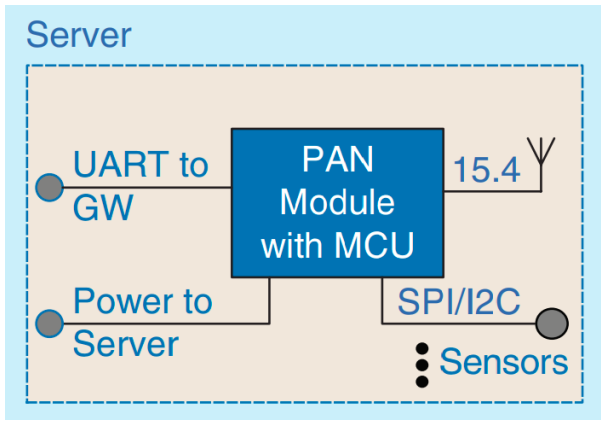 Server
UART to
GW
PAN
Module
with MCU
15.4
Power to
Server
SPI/I2C
Sensors